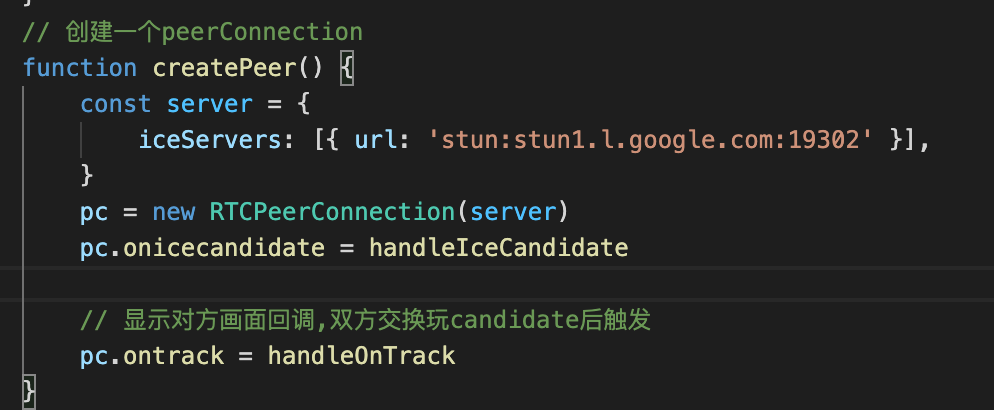 }
// 创建一个peerConnection
function createPeer() {
    const server = {
        iceServers: [{ url: 'stun:stun1.l.google.com:19302' }],
    }
    pc = new RTCPeerConnection(server)
    pc.onicecandidate = handleIceCandidate
    // 显示对方画面回调,双方交换玩candidate后触发
    pc.ontrack = handleOnTrack
}